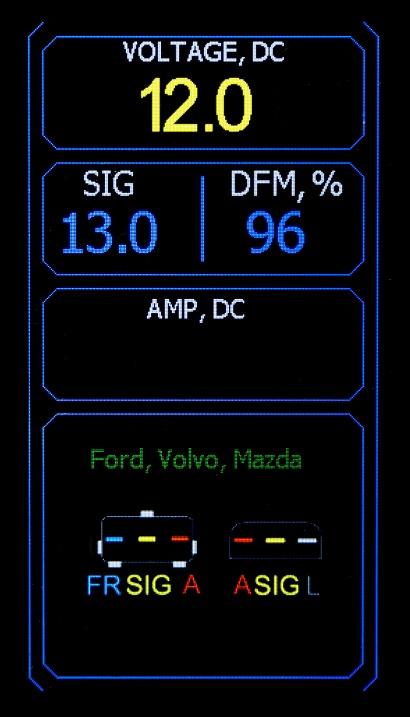 VOLTAGE, DC
12.0
SIG DFM, %
13.0 96
AMP, DC
Ford, Volvo, Mazda
FR SIG A A SIG L